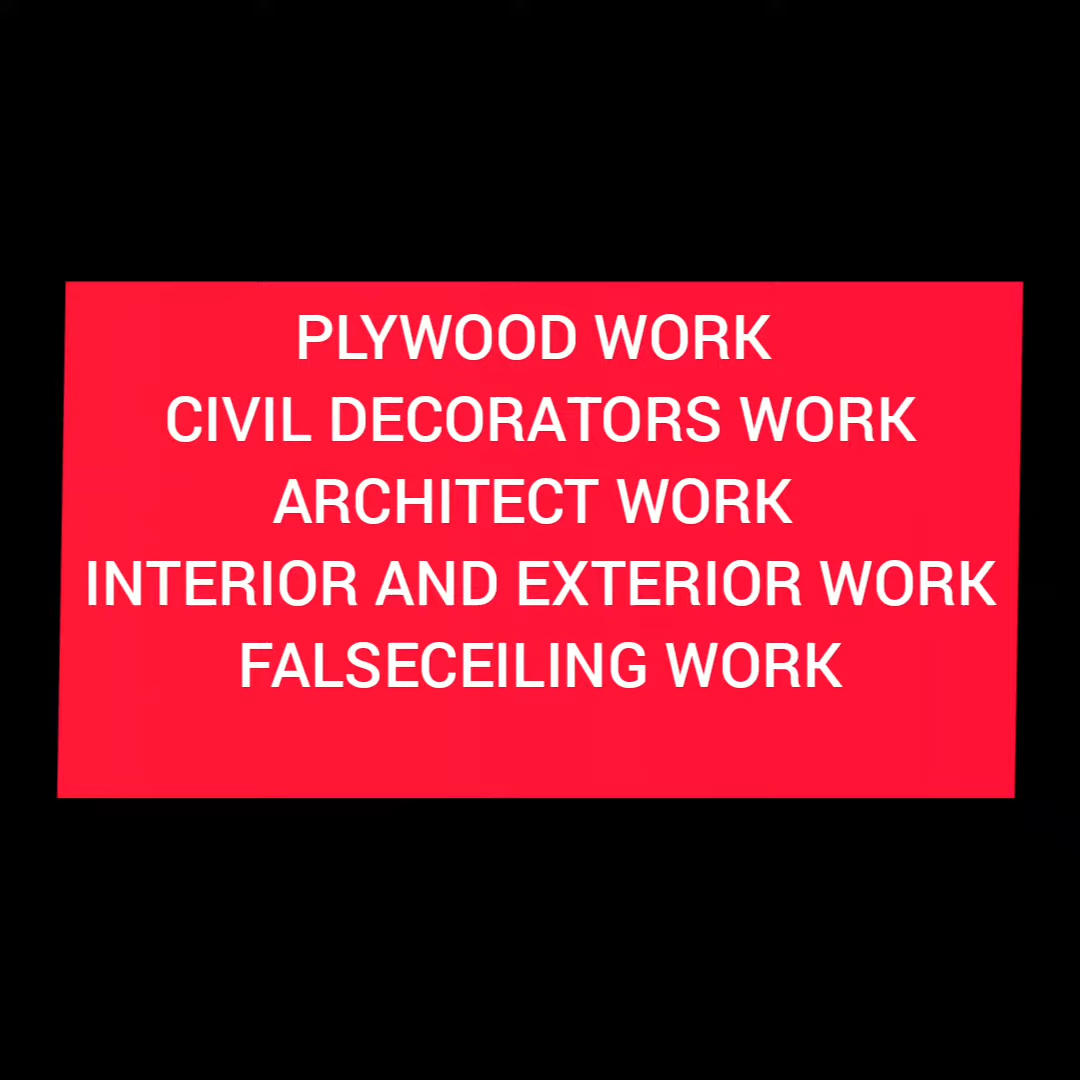 PLYWOOD WORK
CIVIL DECORATORS WORK
ARCHITECT WORK
INTERIOR AND EXTERIOR WORK
FALSECEILING WORK